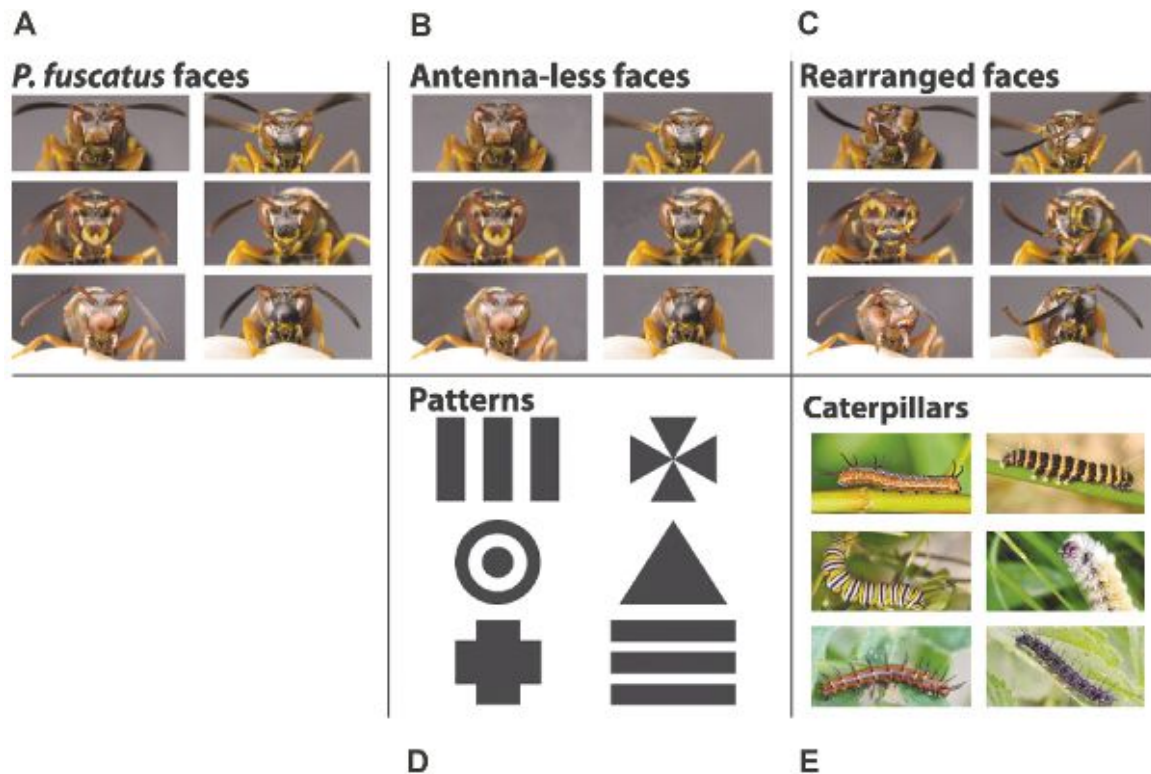 A
B
C
P. fuscatus faces
Antenna-less faces
Rearranged faces
Patterns
Caterpillars
D
E